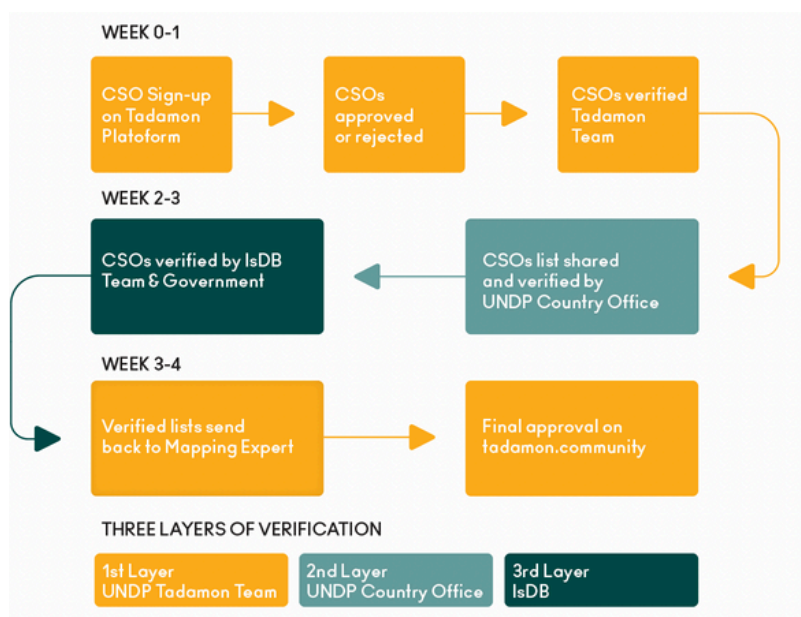 WEEK 0-1
CSO Sign-up
on Tadamon
Platoform
CSOs
approved
or rejected
CSOs verified
Tadamon
Team
WEEK 2-3
CSOs verified by IsDB
Team & Government
CSOs list shared
and verified by
UNDP Country Office
WEEK 3-4
Verified lists send
back to Mapping Expert
Final approval on
tadamon.community
THREE LAYERS OF VERIFICATION
1st Layer
UNDP Tadamon Team
2nd Layer
UNDP Country Office
3rd Layer
IsDB